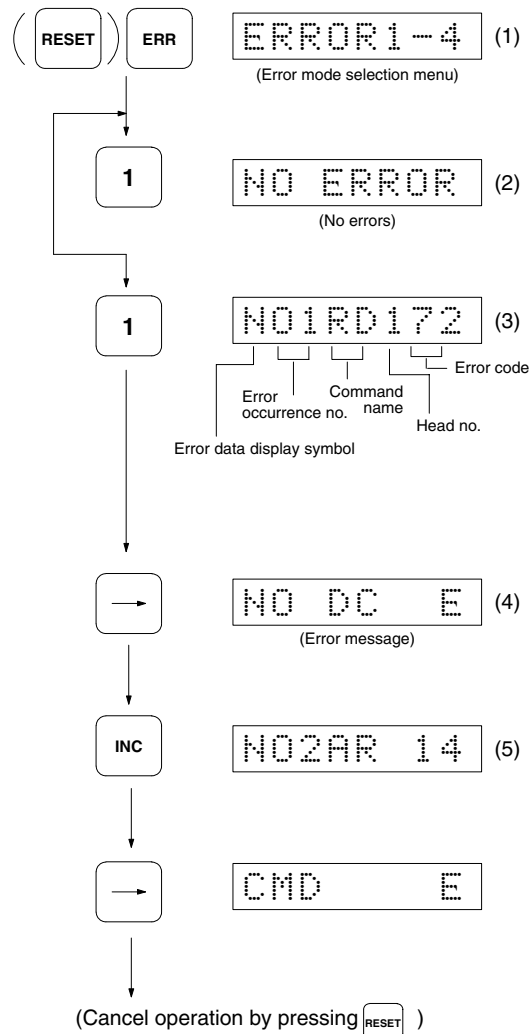 ( RESET ) ERR ERROR1-4 (1)
(Error mode selection menu)
1 NO ERROR (2)
(No errors)
1 N01RD172 (3)
Error data display symbol
Error occurrence no.
Command name
Head no.
Error code
→ NO DC E (4)
(Error message)
INC N02AR 14 (5)
→ CMD E
(Cancel operation by pressing RESET )